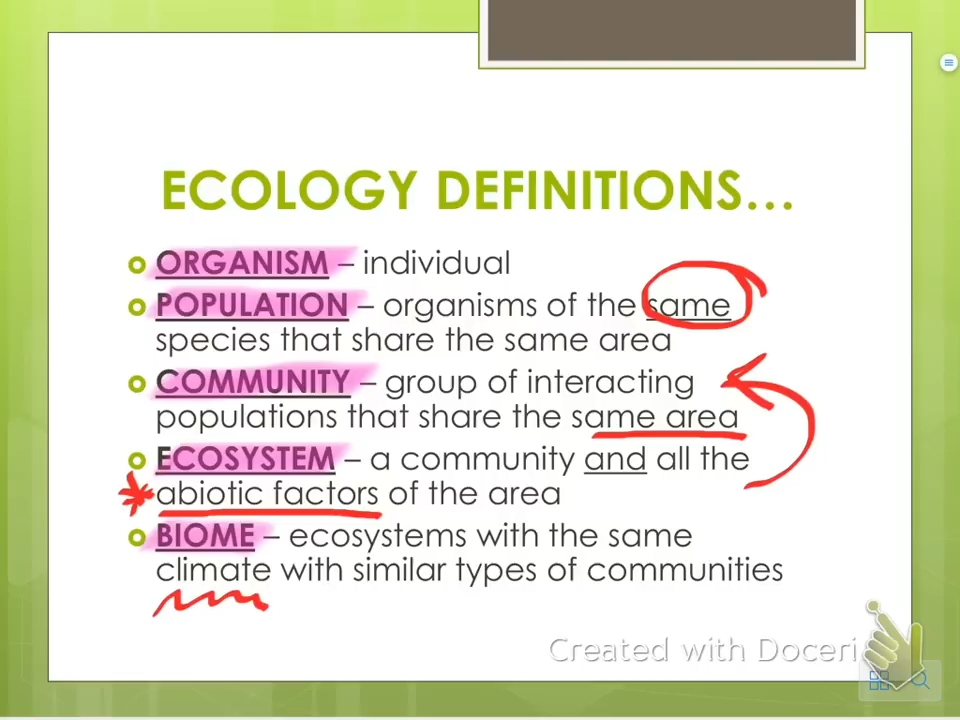 ECOLOGY DEFINITIONS…
ORGANISM – individual
POPULATION – organisms of the same
species that share the same area
COMMUNITY – group of interacting
populations that share the same area
ECOSYSTEM – a community and all the
abiotic factors of the area
BIOME – ecosystems with the same
climate with similar types of communities
Created with Doceri